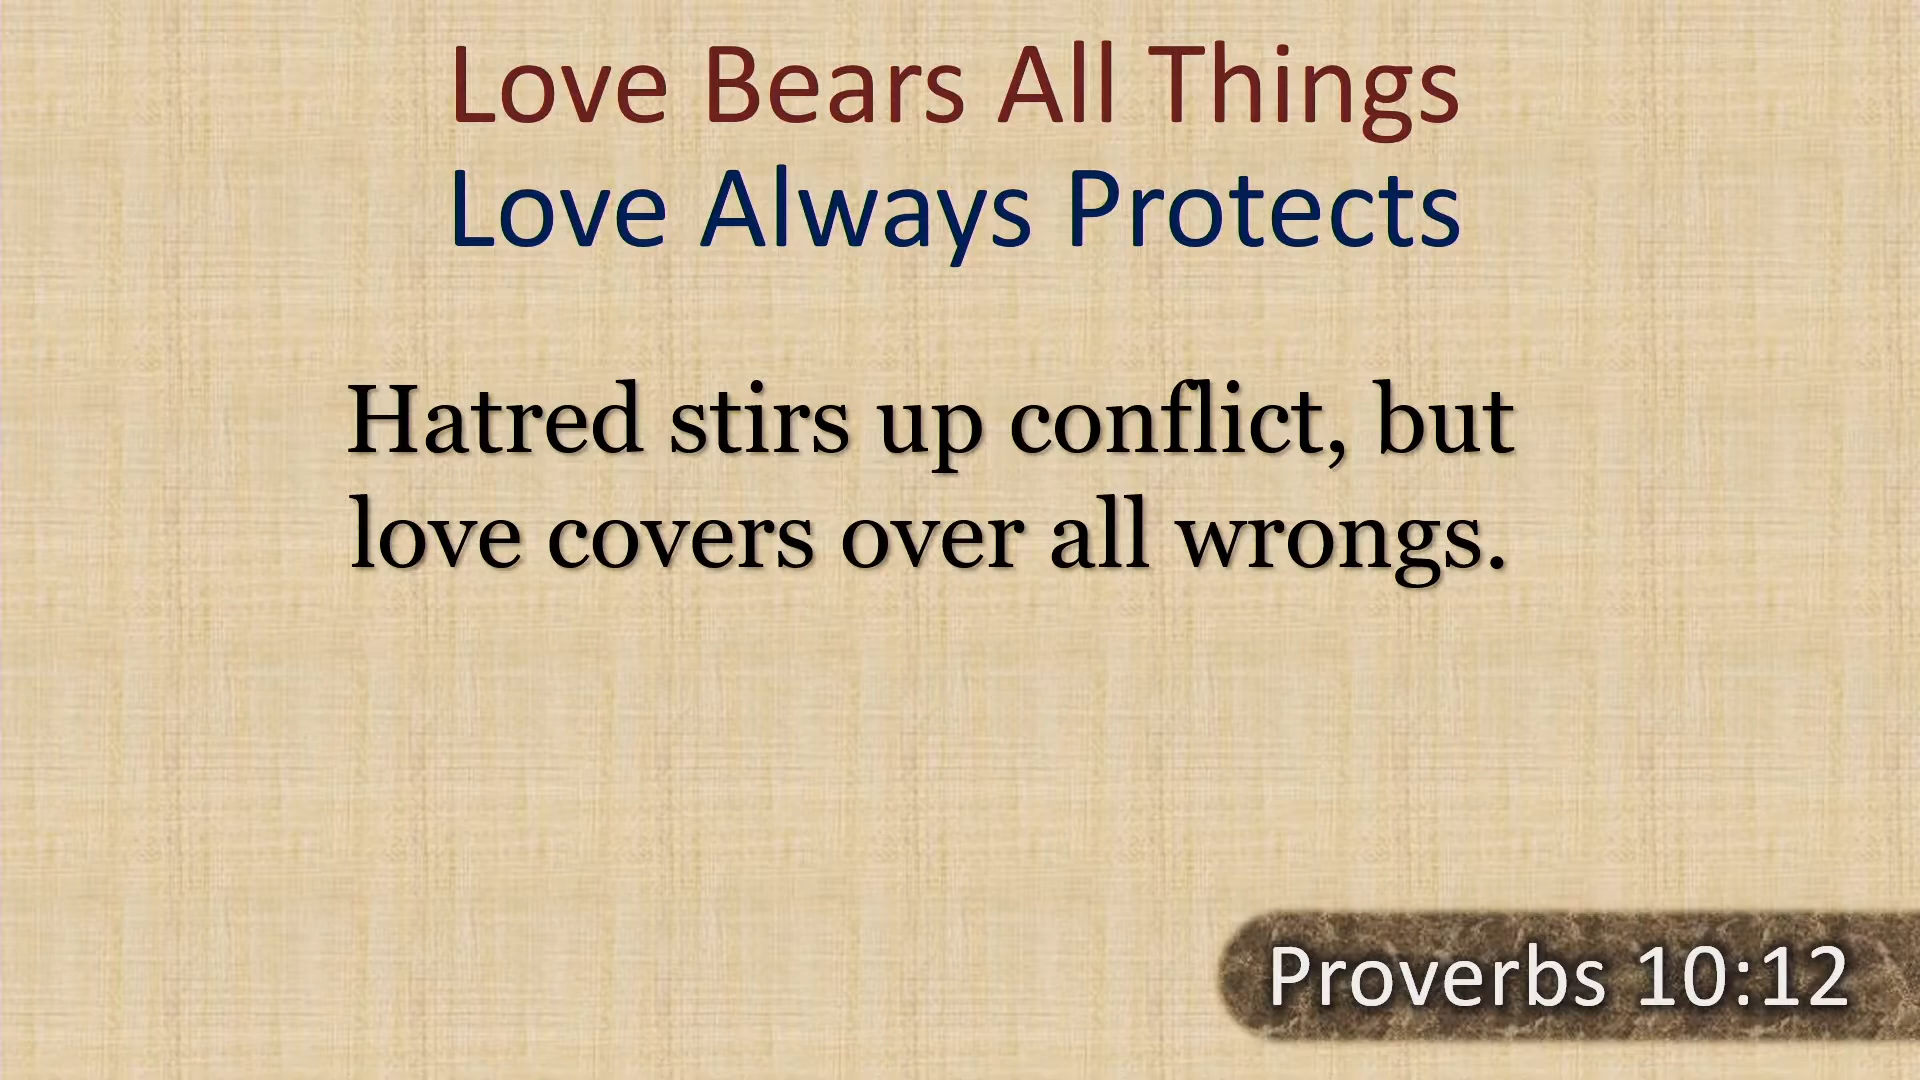 Love Bears All Things
Love Always Protects
Hatred stirs up conflict, but
love covers over all wrongs.
Proverbs 10:12